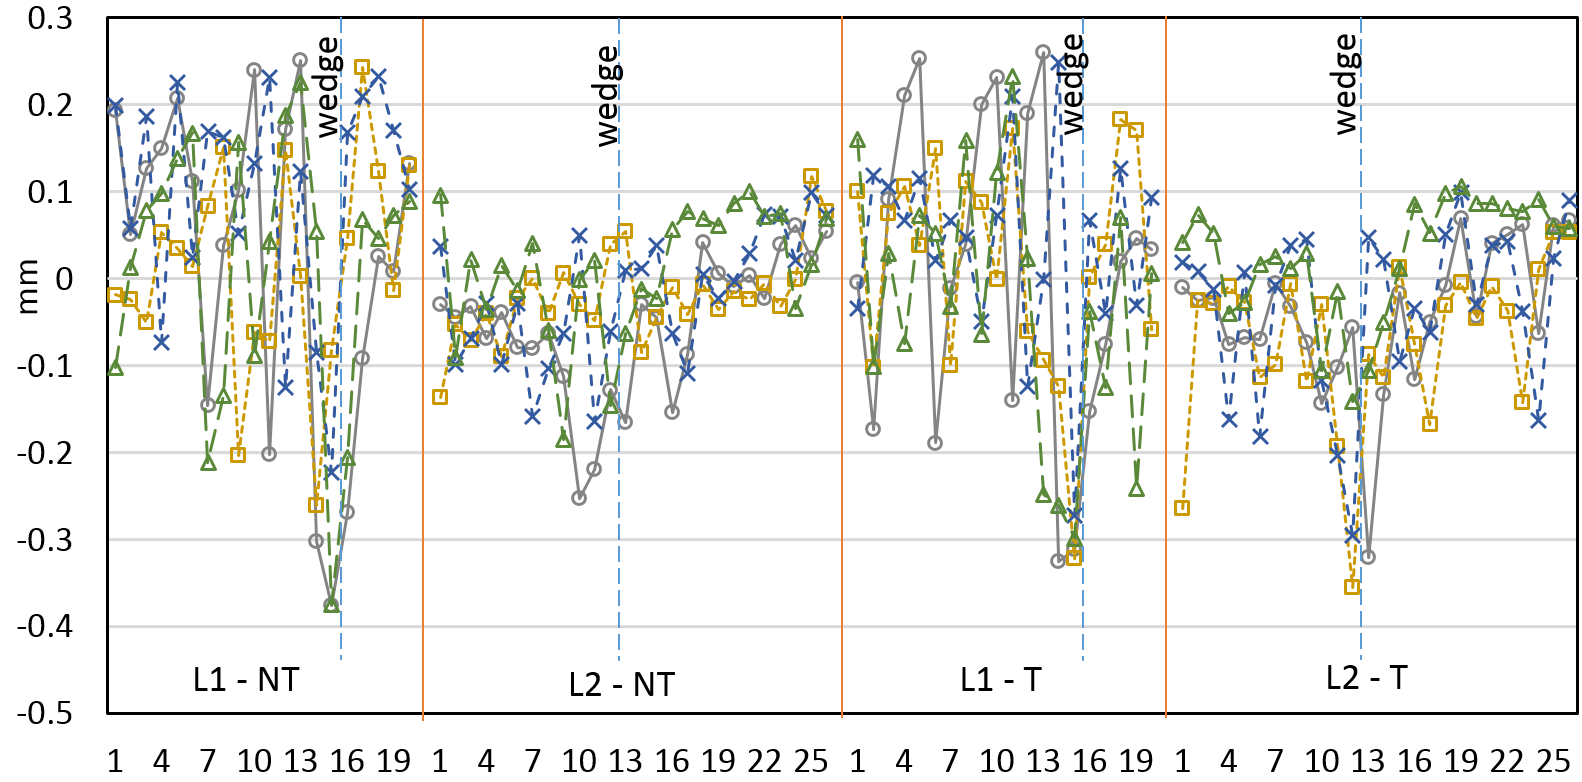 0.3
0.2
0.1
0
-0.1
-0.2
-0.3
-0.4
-0.5
mm
wedge
wedge
wedge
wedge
L1 - NT
L2 - NT
L1 - T
L2 - T
1 4 7 10 13 16 19 1 4 7 10 13 16 19 22 25 1 4 7 10 13 16 19 1 4 7 10 13 16 19 22 25